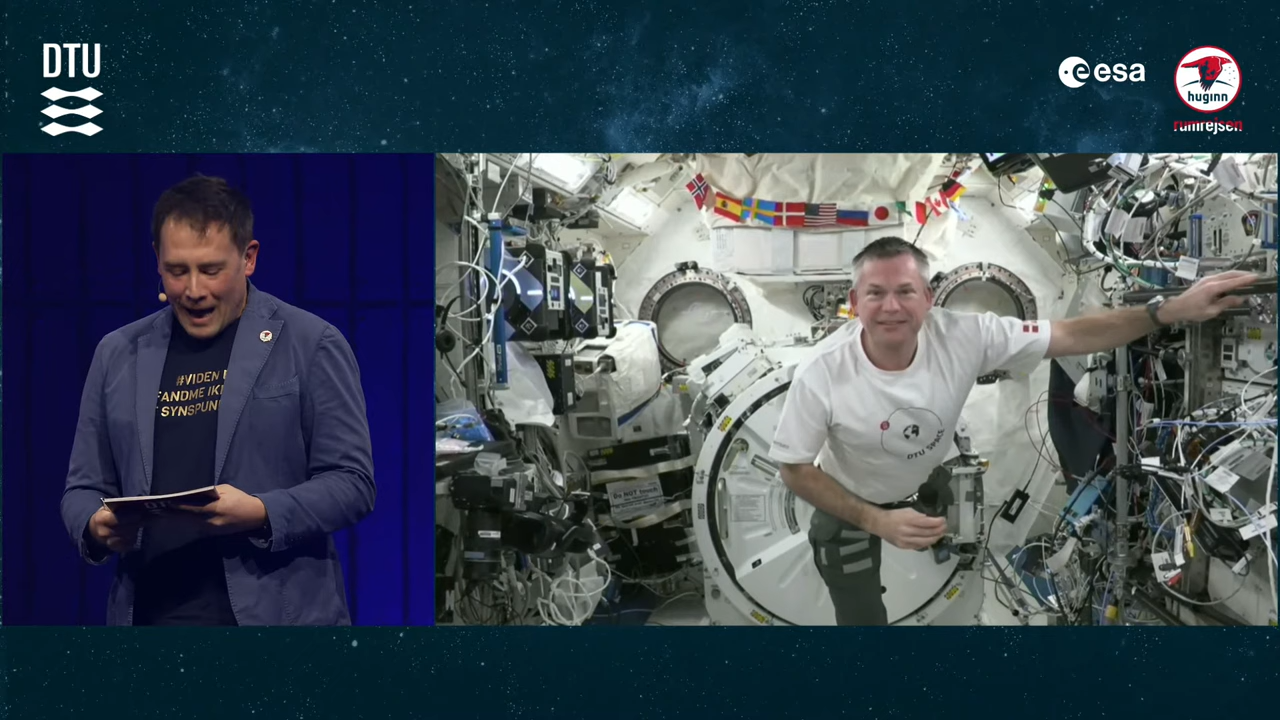 DTU
esa
huginn
rumrejsen
#VIDEN
FANDME IK
SYNSPUN
DTU SPACE
Do NOT Touch